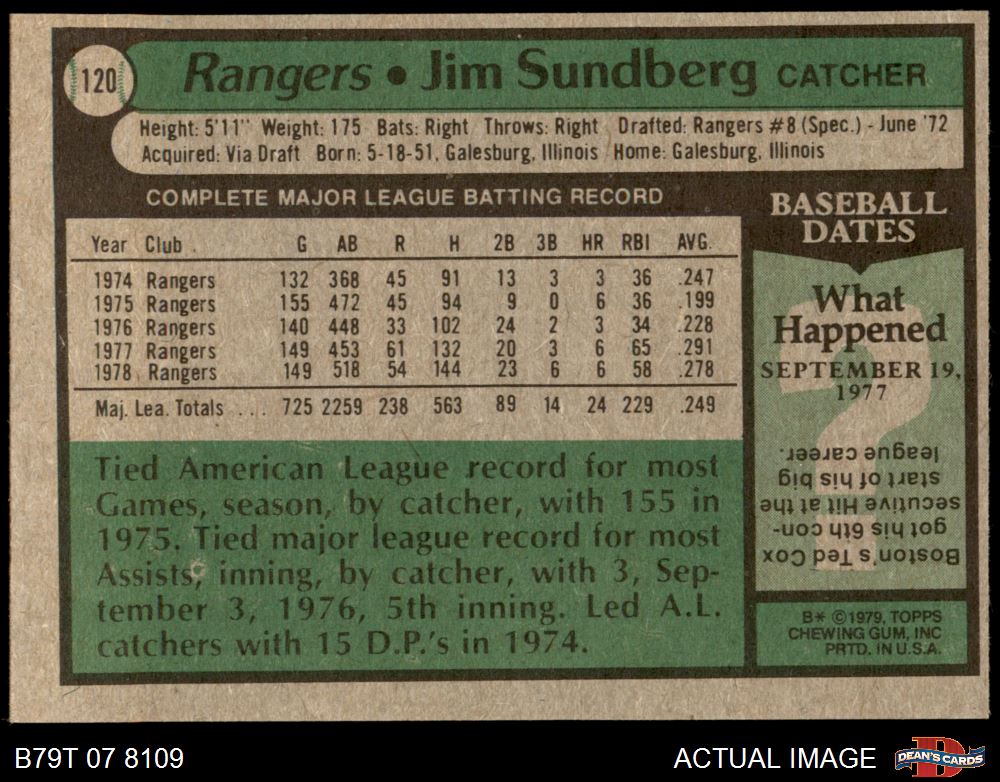 120
Rangers • Jim Sundberg CATCHER
Height: 5'11" Weight: 175 Bats: Right Throws: Right Drafted: Rangers #8 (Spec.) - June '72
Acquired: Via Draft Born: 5-18-51, Galesburg, Illinois Home: Galesburg, Illinois
COMPLETE MAJOR LEAGUE BATTING RECORD
Year Club G AB R H 2B 3B HR RBI AVG.
1974 Rangers 132 368 45 91 13 3 3 36 .247
1975 Rangers 155 472 45 94 9 0 6 36 .199
1976 Rangers 140 448 33 102 24 2 3 34 .228
1977 Rangers 149 453 61 132 20 3 6 65 .291
1978 Rangers 149 518 54 144 23 6 6 58 .278
Maj. Lea. Totals ... 725 2259 238 563 89 14 24 229 .249
Tied American League record for most
Games, season, by catcher, with 155 in
1975. Tied major league record for most
Assists, inning, by catcher, with 3, Sep-
tember 3, 1976, 5th inning. Led A.L.
catchers with 15 D.P.'s in 1974.
BASEBALL
DATES
What
Happened
SEPTEMBER 19,
1977
?
Boston's Ted Cox
got his 6th con-
secutive Hit at the
start of his big
league career.
B* ©1979, TOPPS
CHEWING GUM, INC
PRTD. IN U.S.A.
B79T 07 8109
ACTUAL IMAGE
D
DEAN'S CARDS